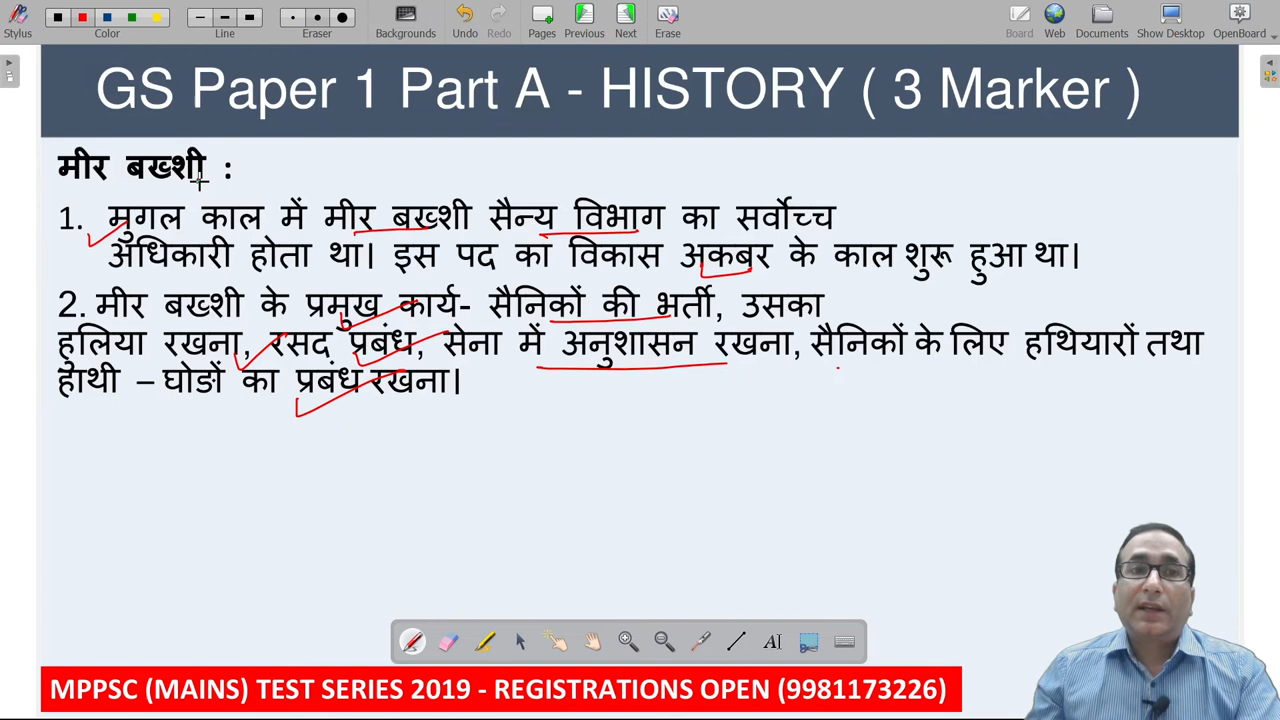 Stylus Color Line Eraser Backgrounds Undo Redo Pages Previous Next Erase Board Web Documents Show Desktop OpenBoard
GS Paper 1 Part A - HISTORY ( 3 Marker )
मीर बख्शी :
1. मुगल काल में मीर बख्शी सैन्य विभाग का सर्वोच्च
अधिकारी होता था। इस पद का विकास अकबर के काल शुरू हुआ था।
2. मीर बख्शी के प्रमुख कार्य- सैनिकों की भर्ती, उसका
हुलिया रखना, रसद प्रबंध, सेना में अनुशासन रखना, सैनिकों के लिए हथियारों तथा
हाथी – घोङों का प्रबंध रखना।
MPPSC (MAINS) TEST SERIES 2019 - REGISTRATIONS OPEN (9981173226)